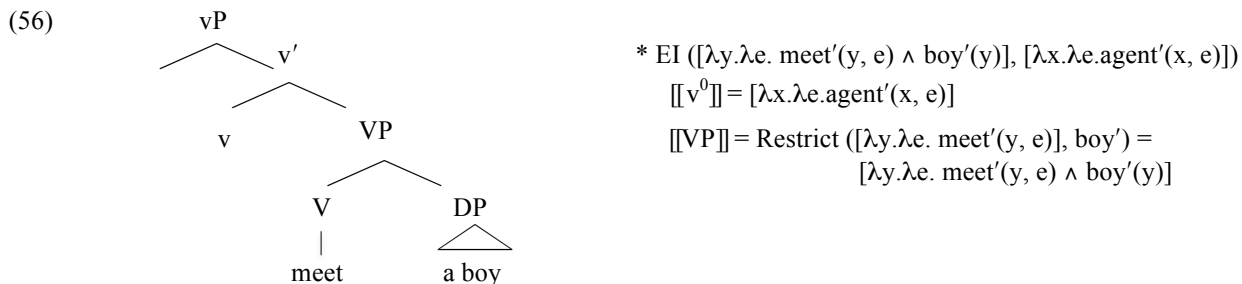 (56)
vP
v′
* EI ([λy.λe. meet′(y, e) ∧ boy′(y)], [λx.λe.agent′(x, e)])
⟦v⁰⟧ = [λx.λe.agent′(x, e)]
v
VP
⟦VP⟧ = Restrict ([λy.λe. meet′(y, e)], boy′) =
[λy.λe. meet′(y, e) ∧ boy′(y)]
V
DP
meet
a boy